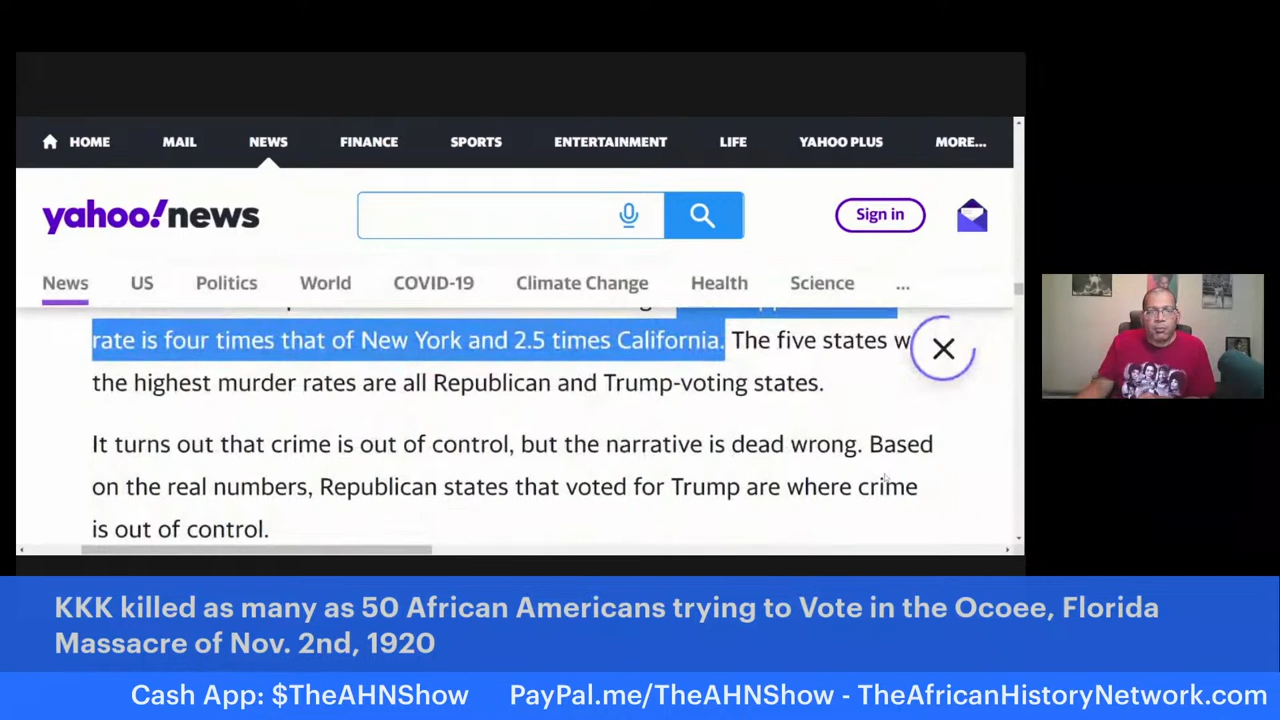 HOME MAIL NEWS FINANCE SPORTS ENTERTAINMENT LIFE YAHOO PLUS MORE...
yahoo!news Sign in
News US Politics World COVID-19 Climate Change Health Science ...
rate is four times that of New York and 2.5 times California. The five states
the highest murder rates are all Republican and Trump-voting states.
It turns out that crime is out of control, but the narrative is dead wrong. Based
on the real numbers, Republican states that voted for Trump are where crime
is out of control.
KKK killed as many as 50 African Americans trying to Vote in the Ocoee, Florida
Massacre of Nov. 2nd, 1920
Cash App: $TheAHNShow PayPal.me/TheAHNShow - TheAfricanHistoryNetwork.com